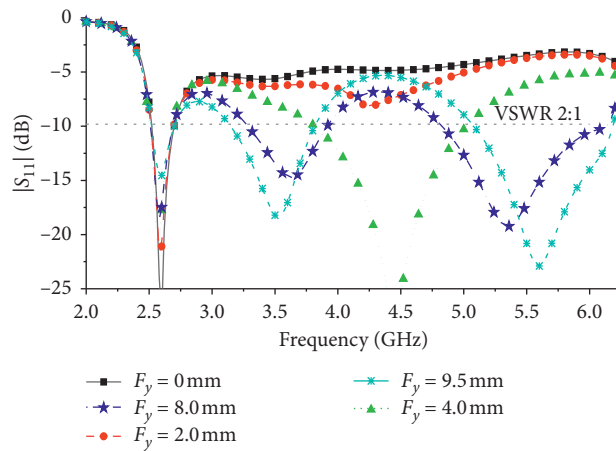 0
−5
−10
−15
−20
−25
|S₁₁| (dB)
VSWR 2:1
2.0 2.5 3.0 3.5 4.0 4.5 5.0 5.5 6.0
Frequency (GHz)
Fy = 0 mm
Fy = 8.0 mm
Fy = 2.0 mm
Fy = 9.5 mm
Fy = 4.0 mm